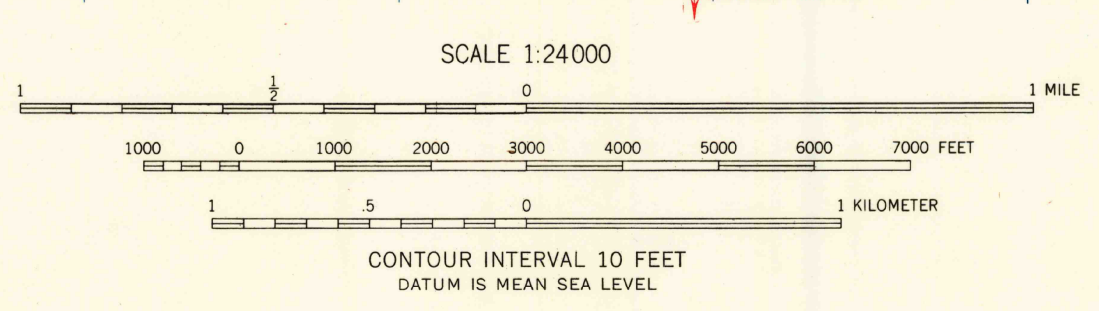 SCALE 1:24000
1 1/2 0 1 MILE
1000 0 1000 2000 3000 4000 5000 6000 7000 FEET
1 .5 0 1 KILOMETER
CONTOUR INTERVAL 10 FEET
DATUM IS MEAN SEA LEVEL